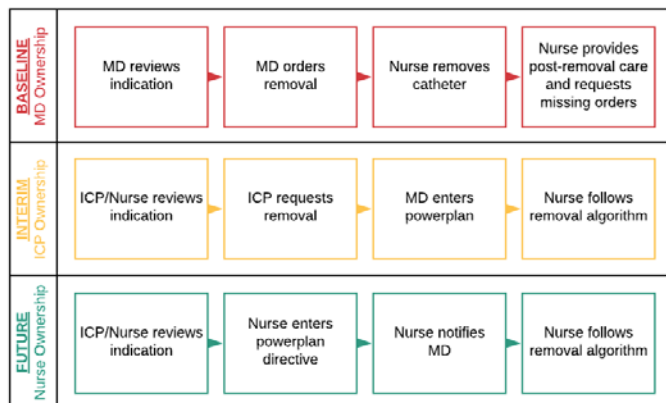 BASELINE
MD Ownership
MD reviews
indication
MD orders
removal
Nurse removes
catheter
Nurse provides
post-removal care
and requests
missing orders
INTERIM
ICP Ownership
ICP/Nurse reviews
indication
ICP requests
removal
MD enters
powerplan
Nurse follows
removal algorithm
FUTURE
Nurse Ownership
ICP/Nurse reviews
indication
Nurse enters
powerplan
directive
Nurse notifies
MD
Nurse follows
removal algorithm